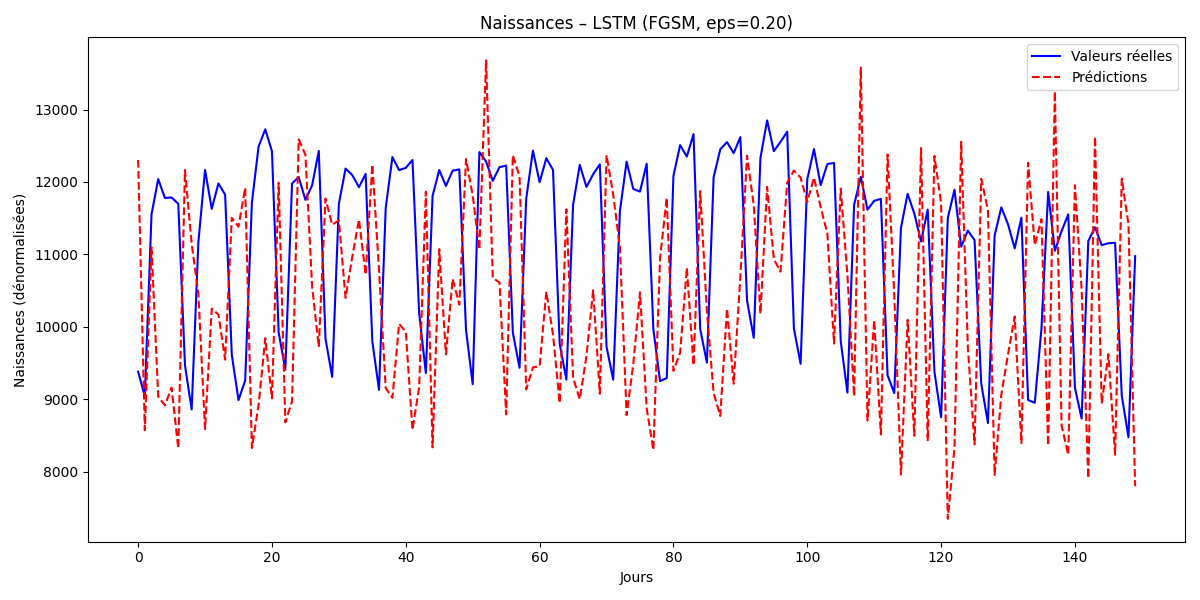 Naissances – LSTM (FGSM, eps=0.20)
Valeurs réelles
Prédictions
Naissances (dénormalisées)
13000
12000
11000
10000
9000
8000
0 20 40 60 80 100 120 140
Jours